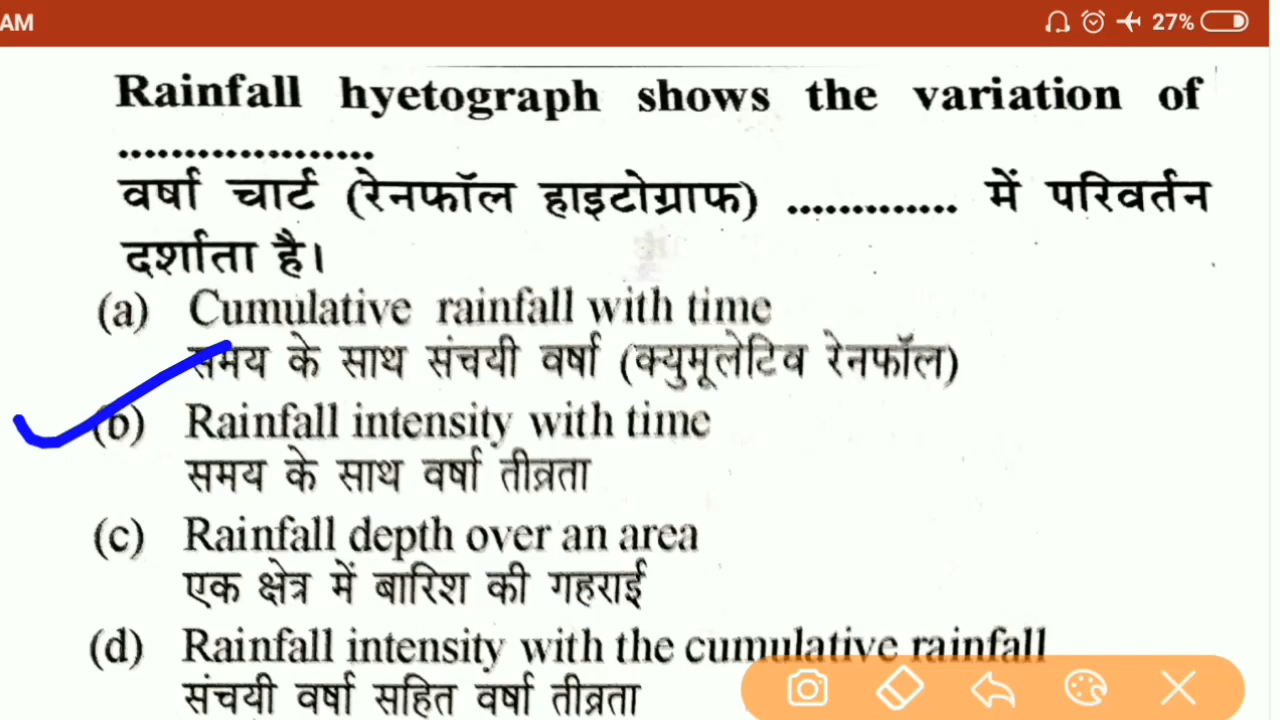 AM
27%
Rainfall hyetograph shows the variation of
...................
वर्षा चार्ट (रेनफॉल हाइटोग्राफ) ............. में परिवर्तन
दर्शाता है।
(a) Cumulative rainfall with time
समय के साथ संचयी वर्षा (क्युमूलेटिव रेनफॉल)
(b) Rainfall intensity with time
समय के साथ वर्षा तीव्रता
(c) Rainfall depth over an area
एक क्षेत्र में बारिश की गहराई
(d) Rainfall intensity with the cumulative rainfall
संचयी वर्षा सहित वर्षा तीव्रता